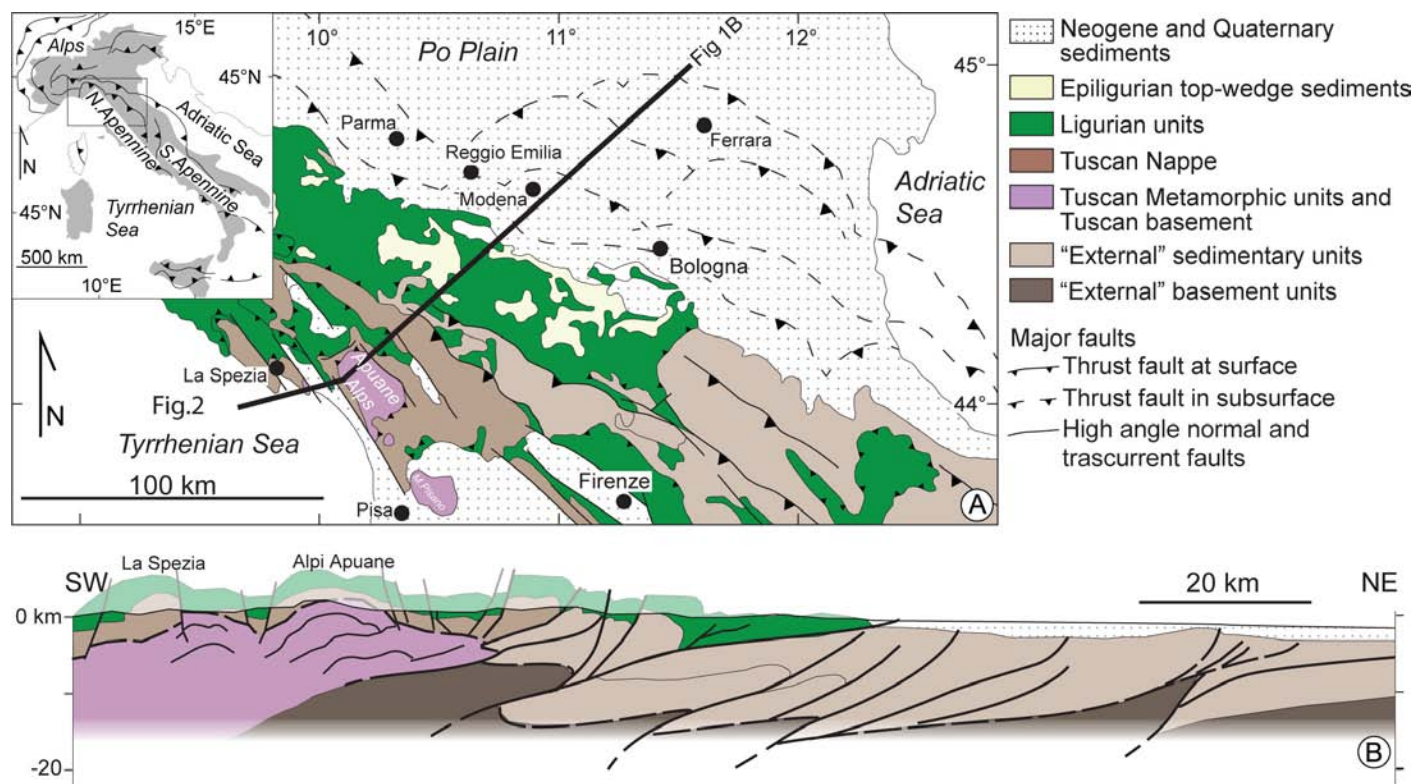 15°E
Alps
45°N
N.Apennine
S.Apennine
Adriatic Sea
N
45°N
Tyrrhenian
Sea
500 km
10°E
10°
11°
12°
Fig 1B
45°
Po Plain
Parma
Reggio Emilia
Modena
Ferrara
Adriatic
Sea
Bologna
La Spezia
Apuane
Alps
Fig.2
44°
N
Tyrrhenian Sea
100 km
Firenze
M.Pisano
Pisa
A
Neogene and Quaternary
sediments
Epiligurian top-wedge sediments
Ligurian units
Tuscan Nappe
Tuscan Metamorphic units and
Tuscan basement
“External” sedimentary units
“External” basement units
Major faults
Thrust fault at surface
Thrust fault in subsurface
High angle normal and
trascurrent faults
La Spezia
Alpi Apuane
SW
20 km
NE
0 km
-20
B